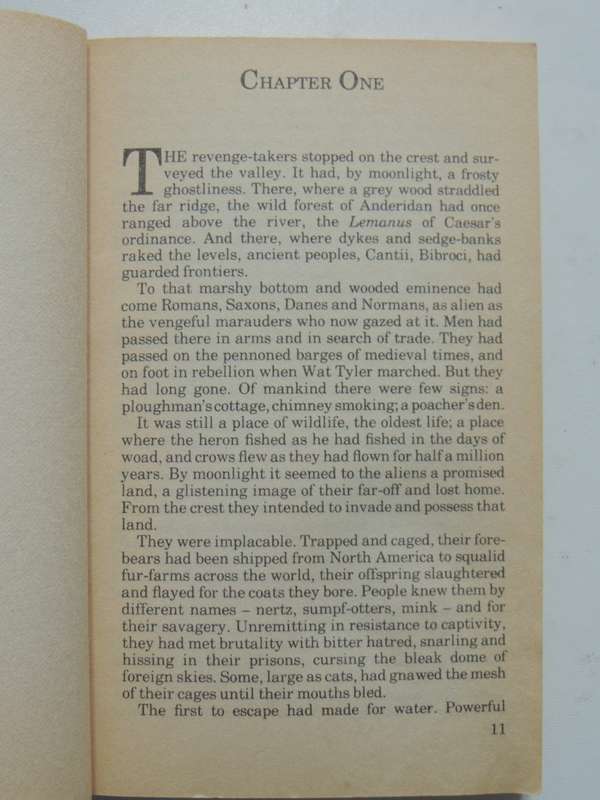 CHAPTER ONE
THE revenge-takers stopped on the crest and sur-
veyed the valley. It had, by moonlight, a frosty
ghostliness. There, where a grey wood straddled
the far ridge, the wild forest of Anderidan had once
ranged above the river, the Lemanus of Caesar's
ordinance. And there, where dykes and sedge-banks
raked the levels, ancient peoples, Cantii, Bibroci, had
guarded frontiers.
To that marshy bottom and wooded eminence had
come Romans, Saxons, Danes and Normans, as alien as
the vengeful marauders who now gazed at it. Men had
passed there in arms and in search of trade. They had
passed on the pennoned barges of medieval times, and
on foot in rebellion when Wat Tyler marched. But they
had long gone. Of mankind there were few signs: a
ploughman's cottage, chimney smoking; a poacher's den.
It was still a place of wildlife, the oldest life; a place
where the heron fished as he had fished in the days of
woad, and crows flew as they had flown for half a million
years. By moonlight it seemed to the aliens a promised
land, a glistening image of their far-off and lost home.
From the crest they intended to invade and possess that
land.
They were implacable. Trapped and caged, their fore-
bears had been shipped from North America to squalid
fur-farms across the world, their offspring slaughtered
and flayed for the coats they bore. People knew them by
different names – nertz, sumpf-otters, mink – and for
their savagery. Unremitting in resistance to captivity,
they had met brutality with bitter hatred, snarling and
hissing in their prisons, cursing the bleak dome of
foreign skies. Some, large as cats, had gnawed the mesh
of their cages until their mouths bled.
The first to escape had made for water. Powerful
11